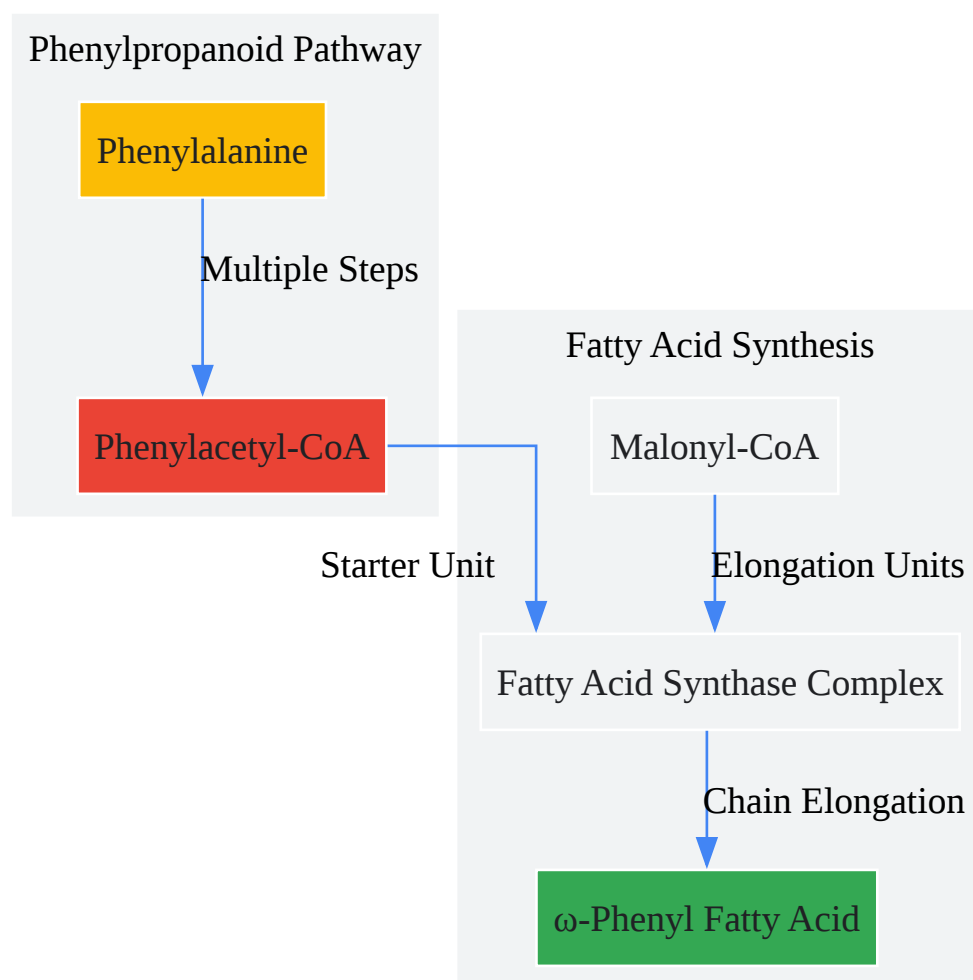 Phenylpropanoid Pathway
Phenylalanine
Multiple Steps
Phenylacetyl-CoA
Fatty Acid Synthesis
Malonyl-CoA
Starter Unit
Elongation Units
Fatty Acid Synthase Complex
Chain Elongation
ω-Phenyl Fatty Acid